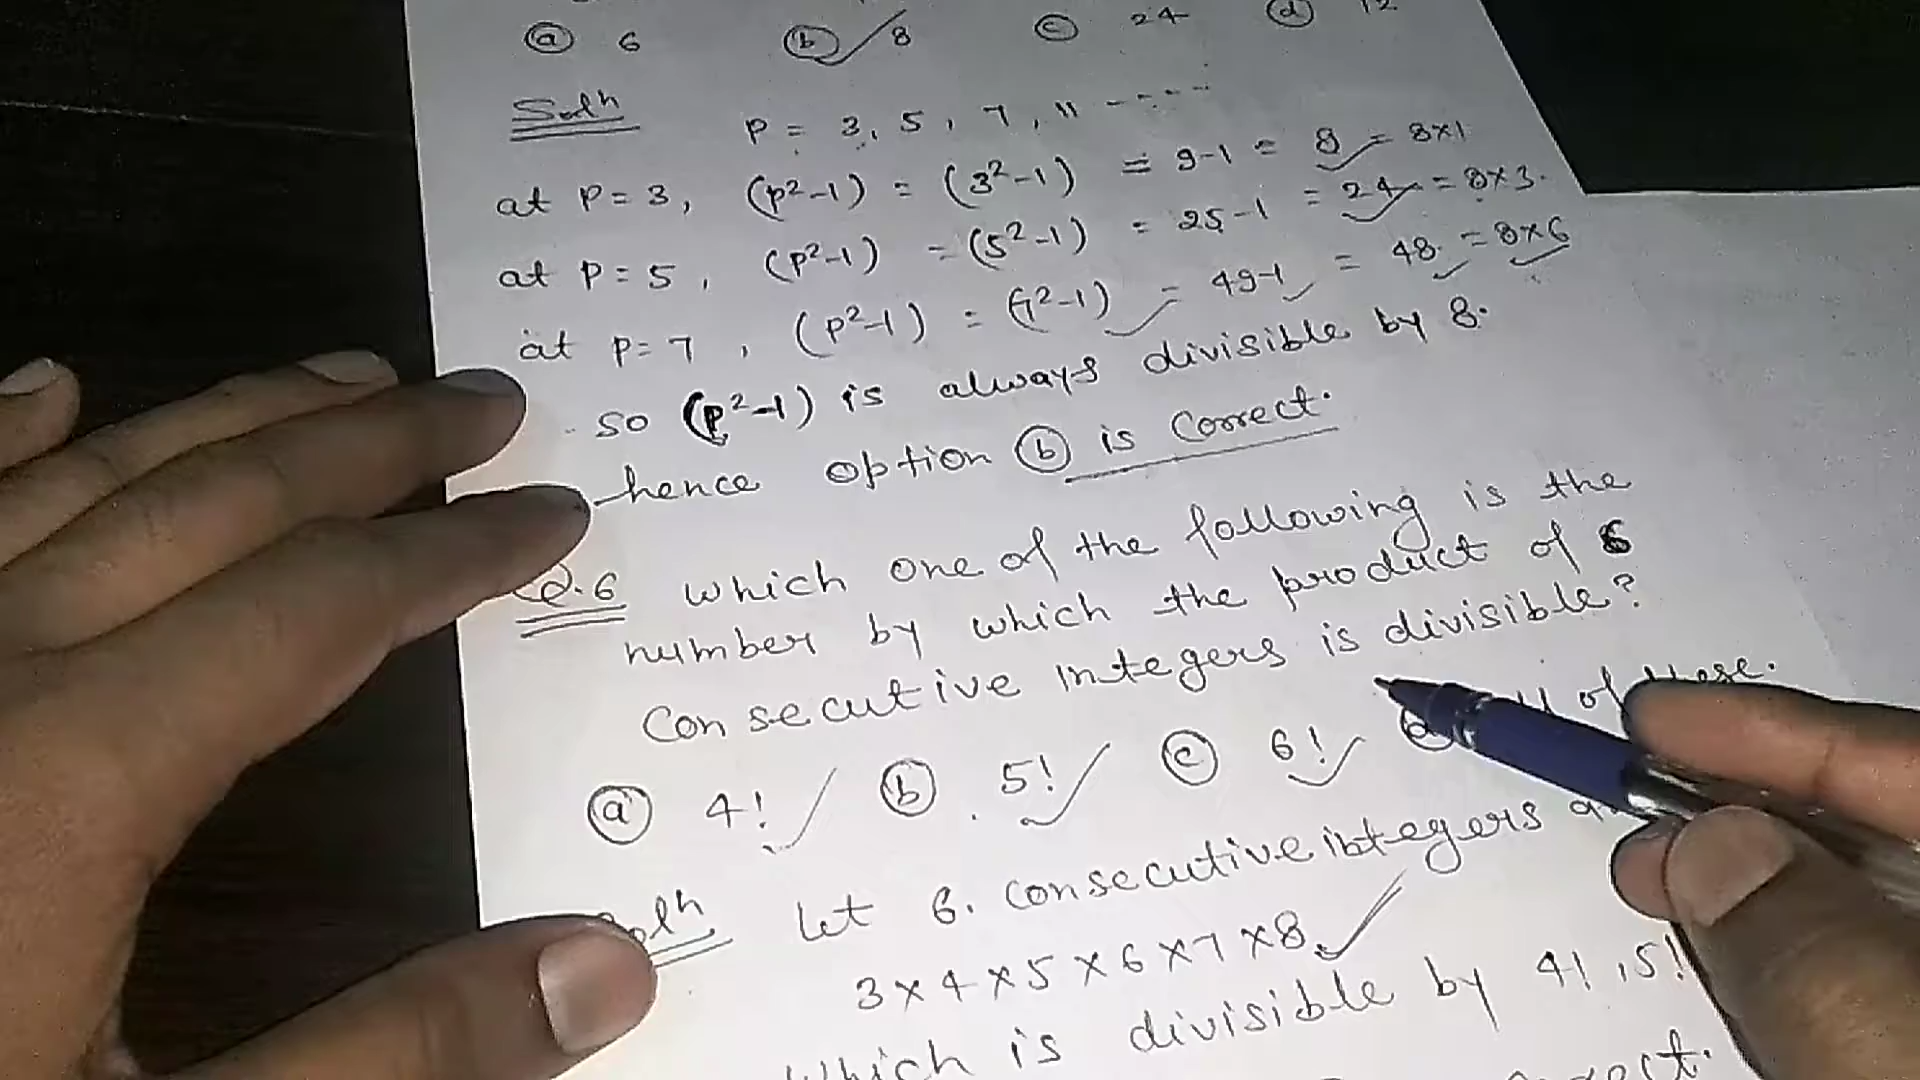 (a) 6 (b) 8 (c) 24 (d) 12
Solh
P = 3, 5, 7, 11 -----
at P=3, (p²-1) = (3²-1) = 9-1 = 8 = 8×1
at P=5, (p²-1) = (5²-1) = 25-1 = 24 = 8×3.
at P=7, (p²-1) = (7²-1) = 49-1 = 48 = 8×6
so (p²-1) is always divisible by 8.
hence option (b) is correct.
Q.6 Which one of the following is the
number by which the product of 6
Consecutive integers is divisible?
(a) 4! (b) 5! (c) 6! (d) of these.
Let 6. consecutive integers
3×4×5×6×7×8
Which is divisible by 4!, 5!